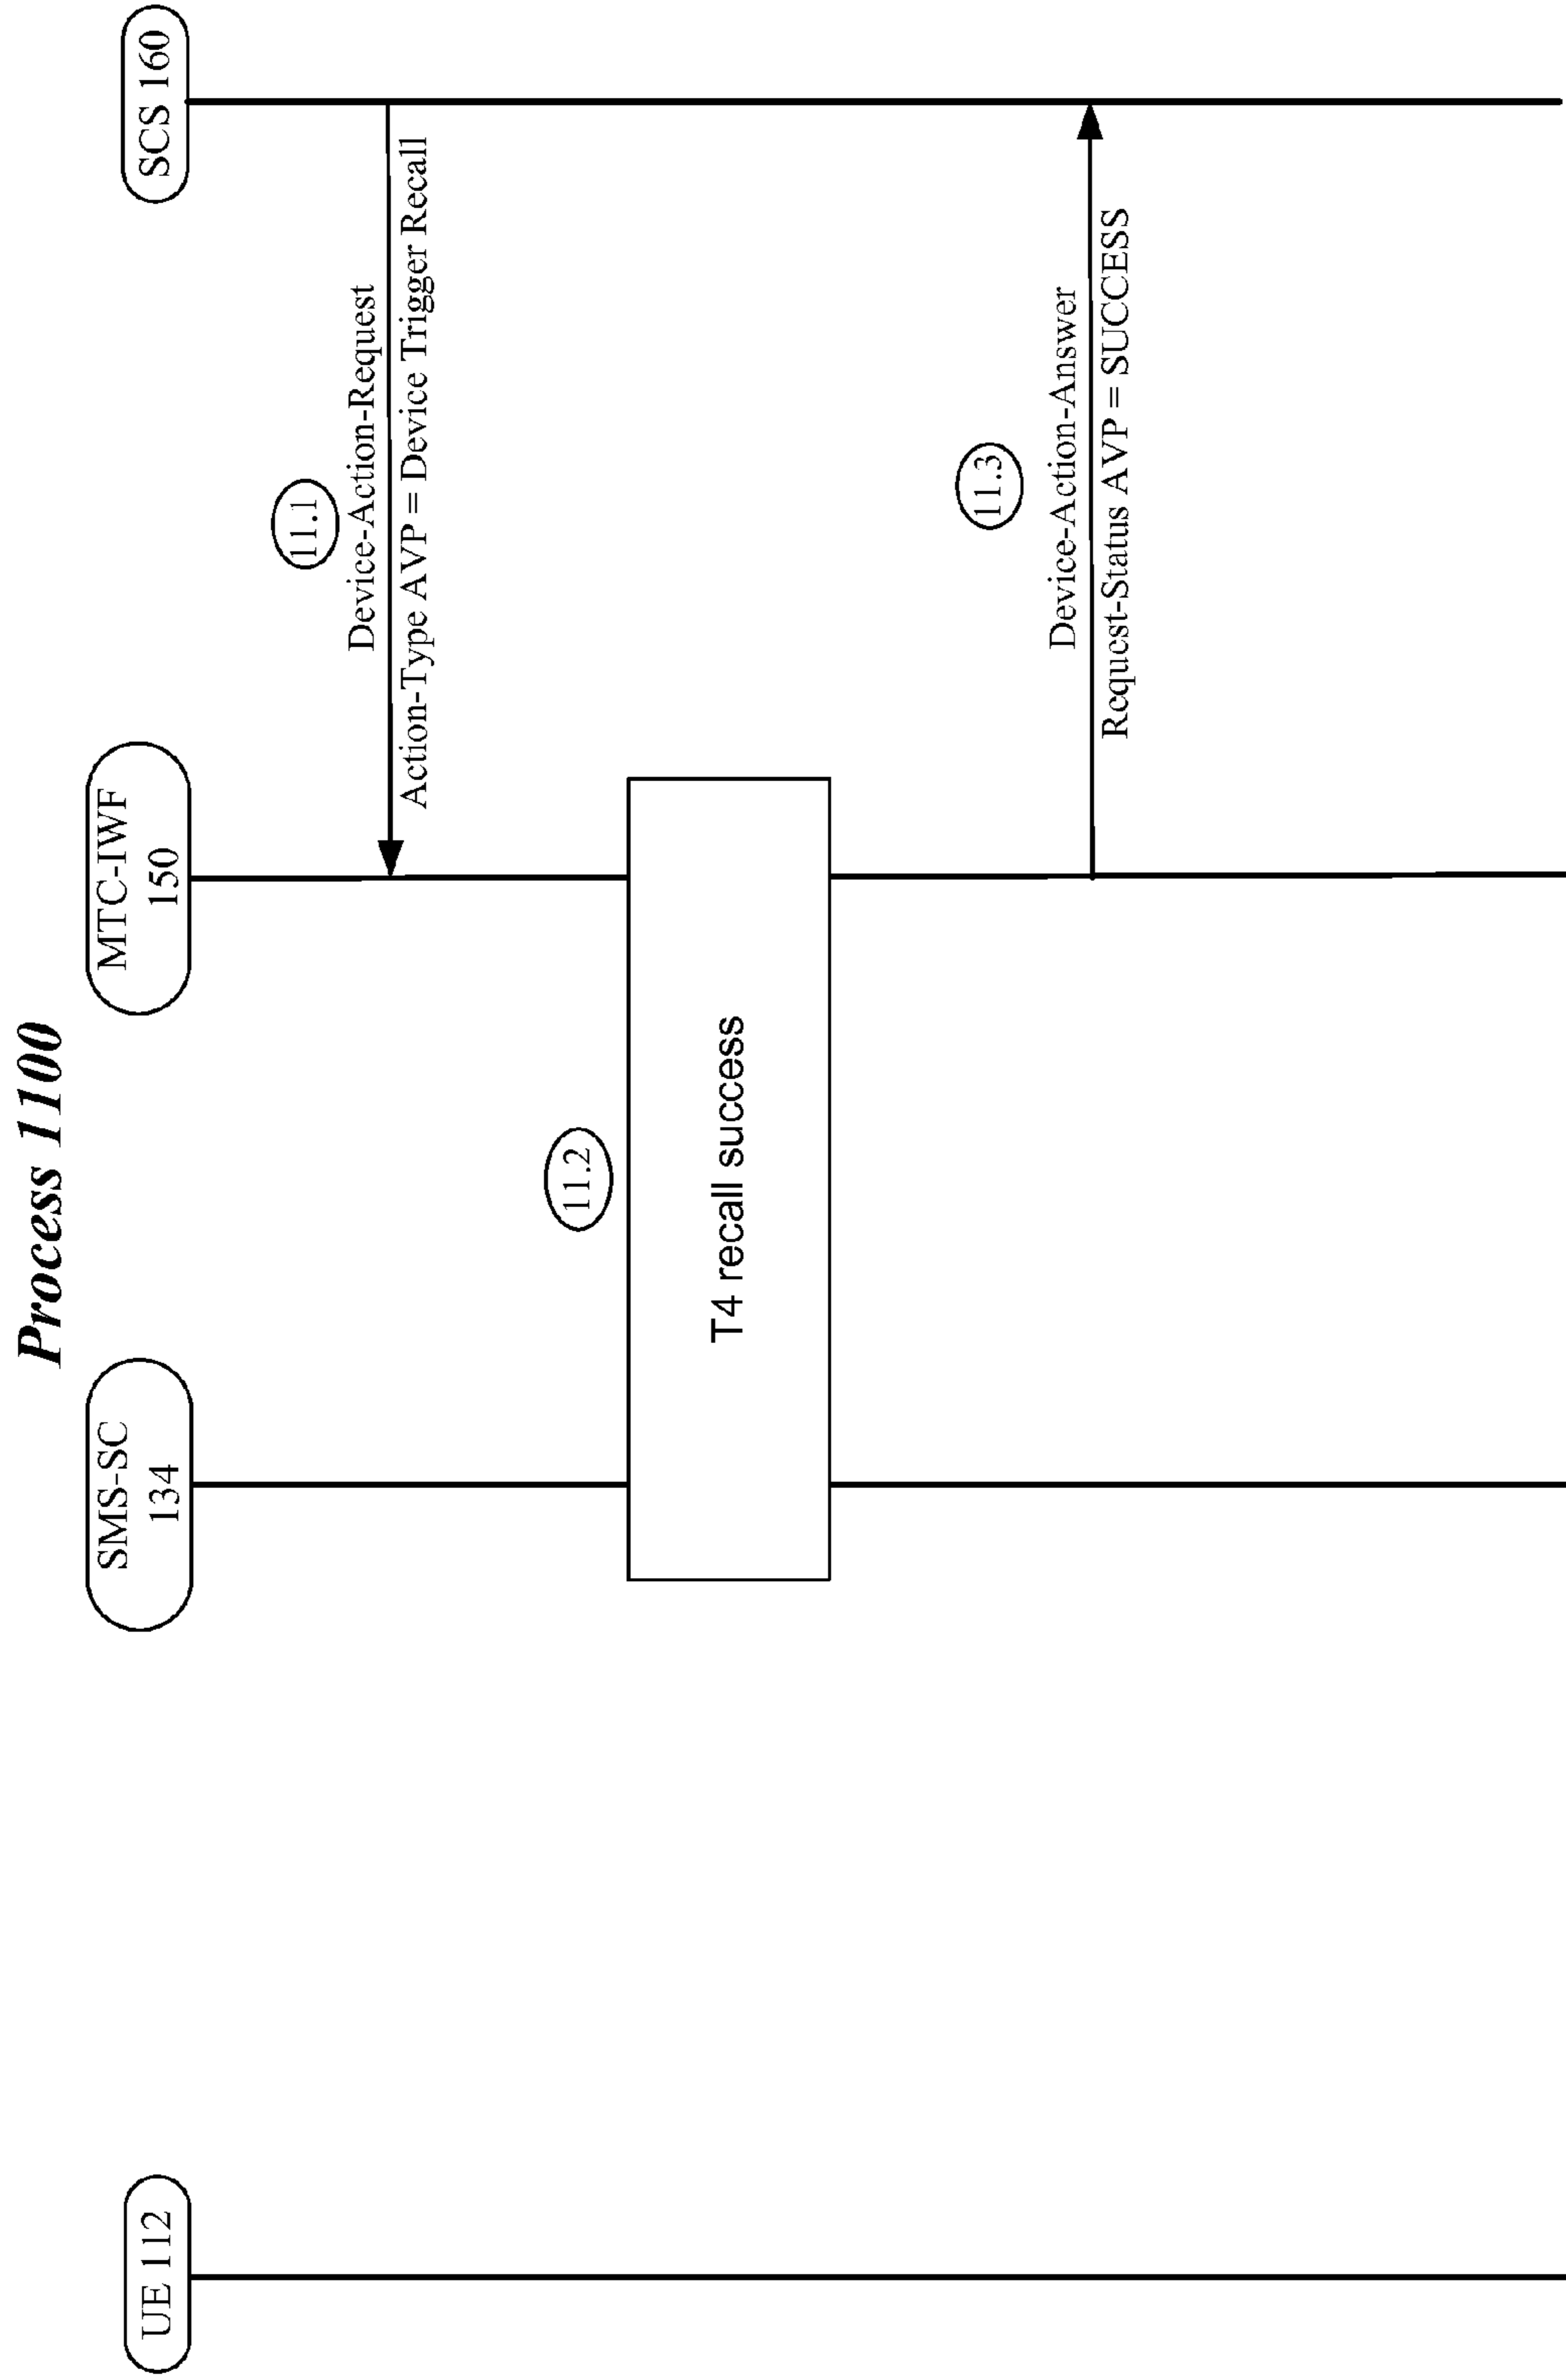 Process 1100
UE 112
SMS-SC
134
MTC-IWF
150
SCS 160
11.1
Device-Action-Request
Action-Type AVP = Device Trigger Recall
11.2
T4 recall success
11.3
Device-Action-Answer
Request-Status AVP = SUCCESS